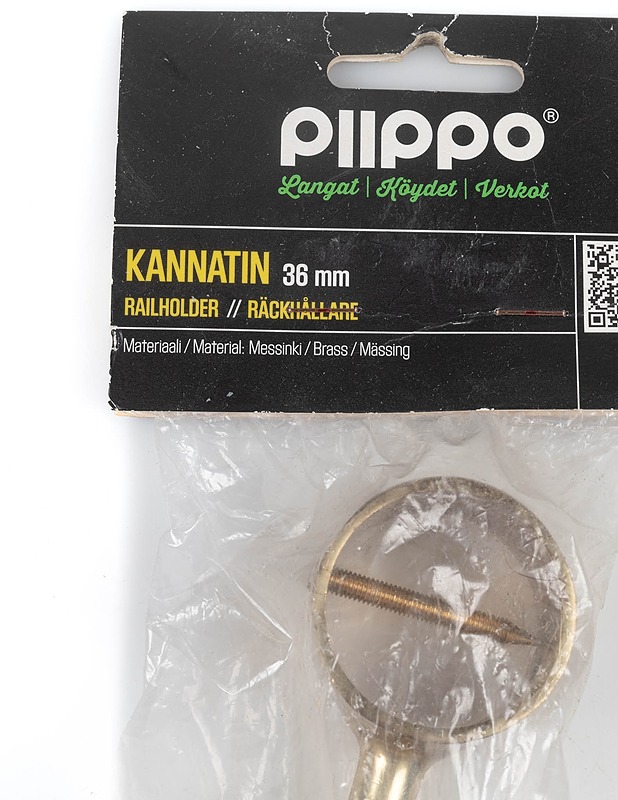 PIIPPO®
Langat | Köydet | Verkot
KANNATIN 36 mm
RAILHOLDER // RÄCKHÅLLARE
Materiaali / Material: Messinki / Brass / Mässing